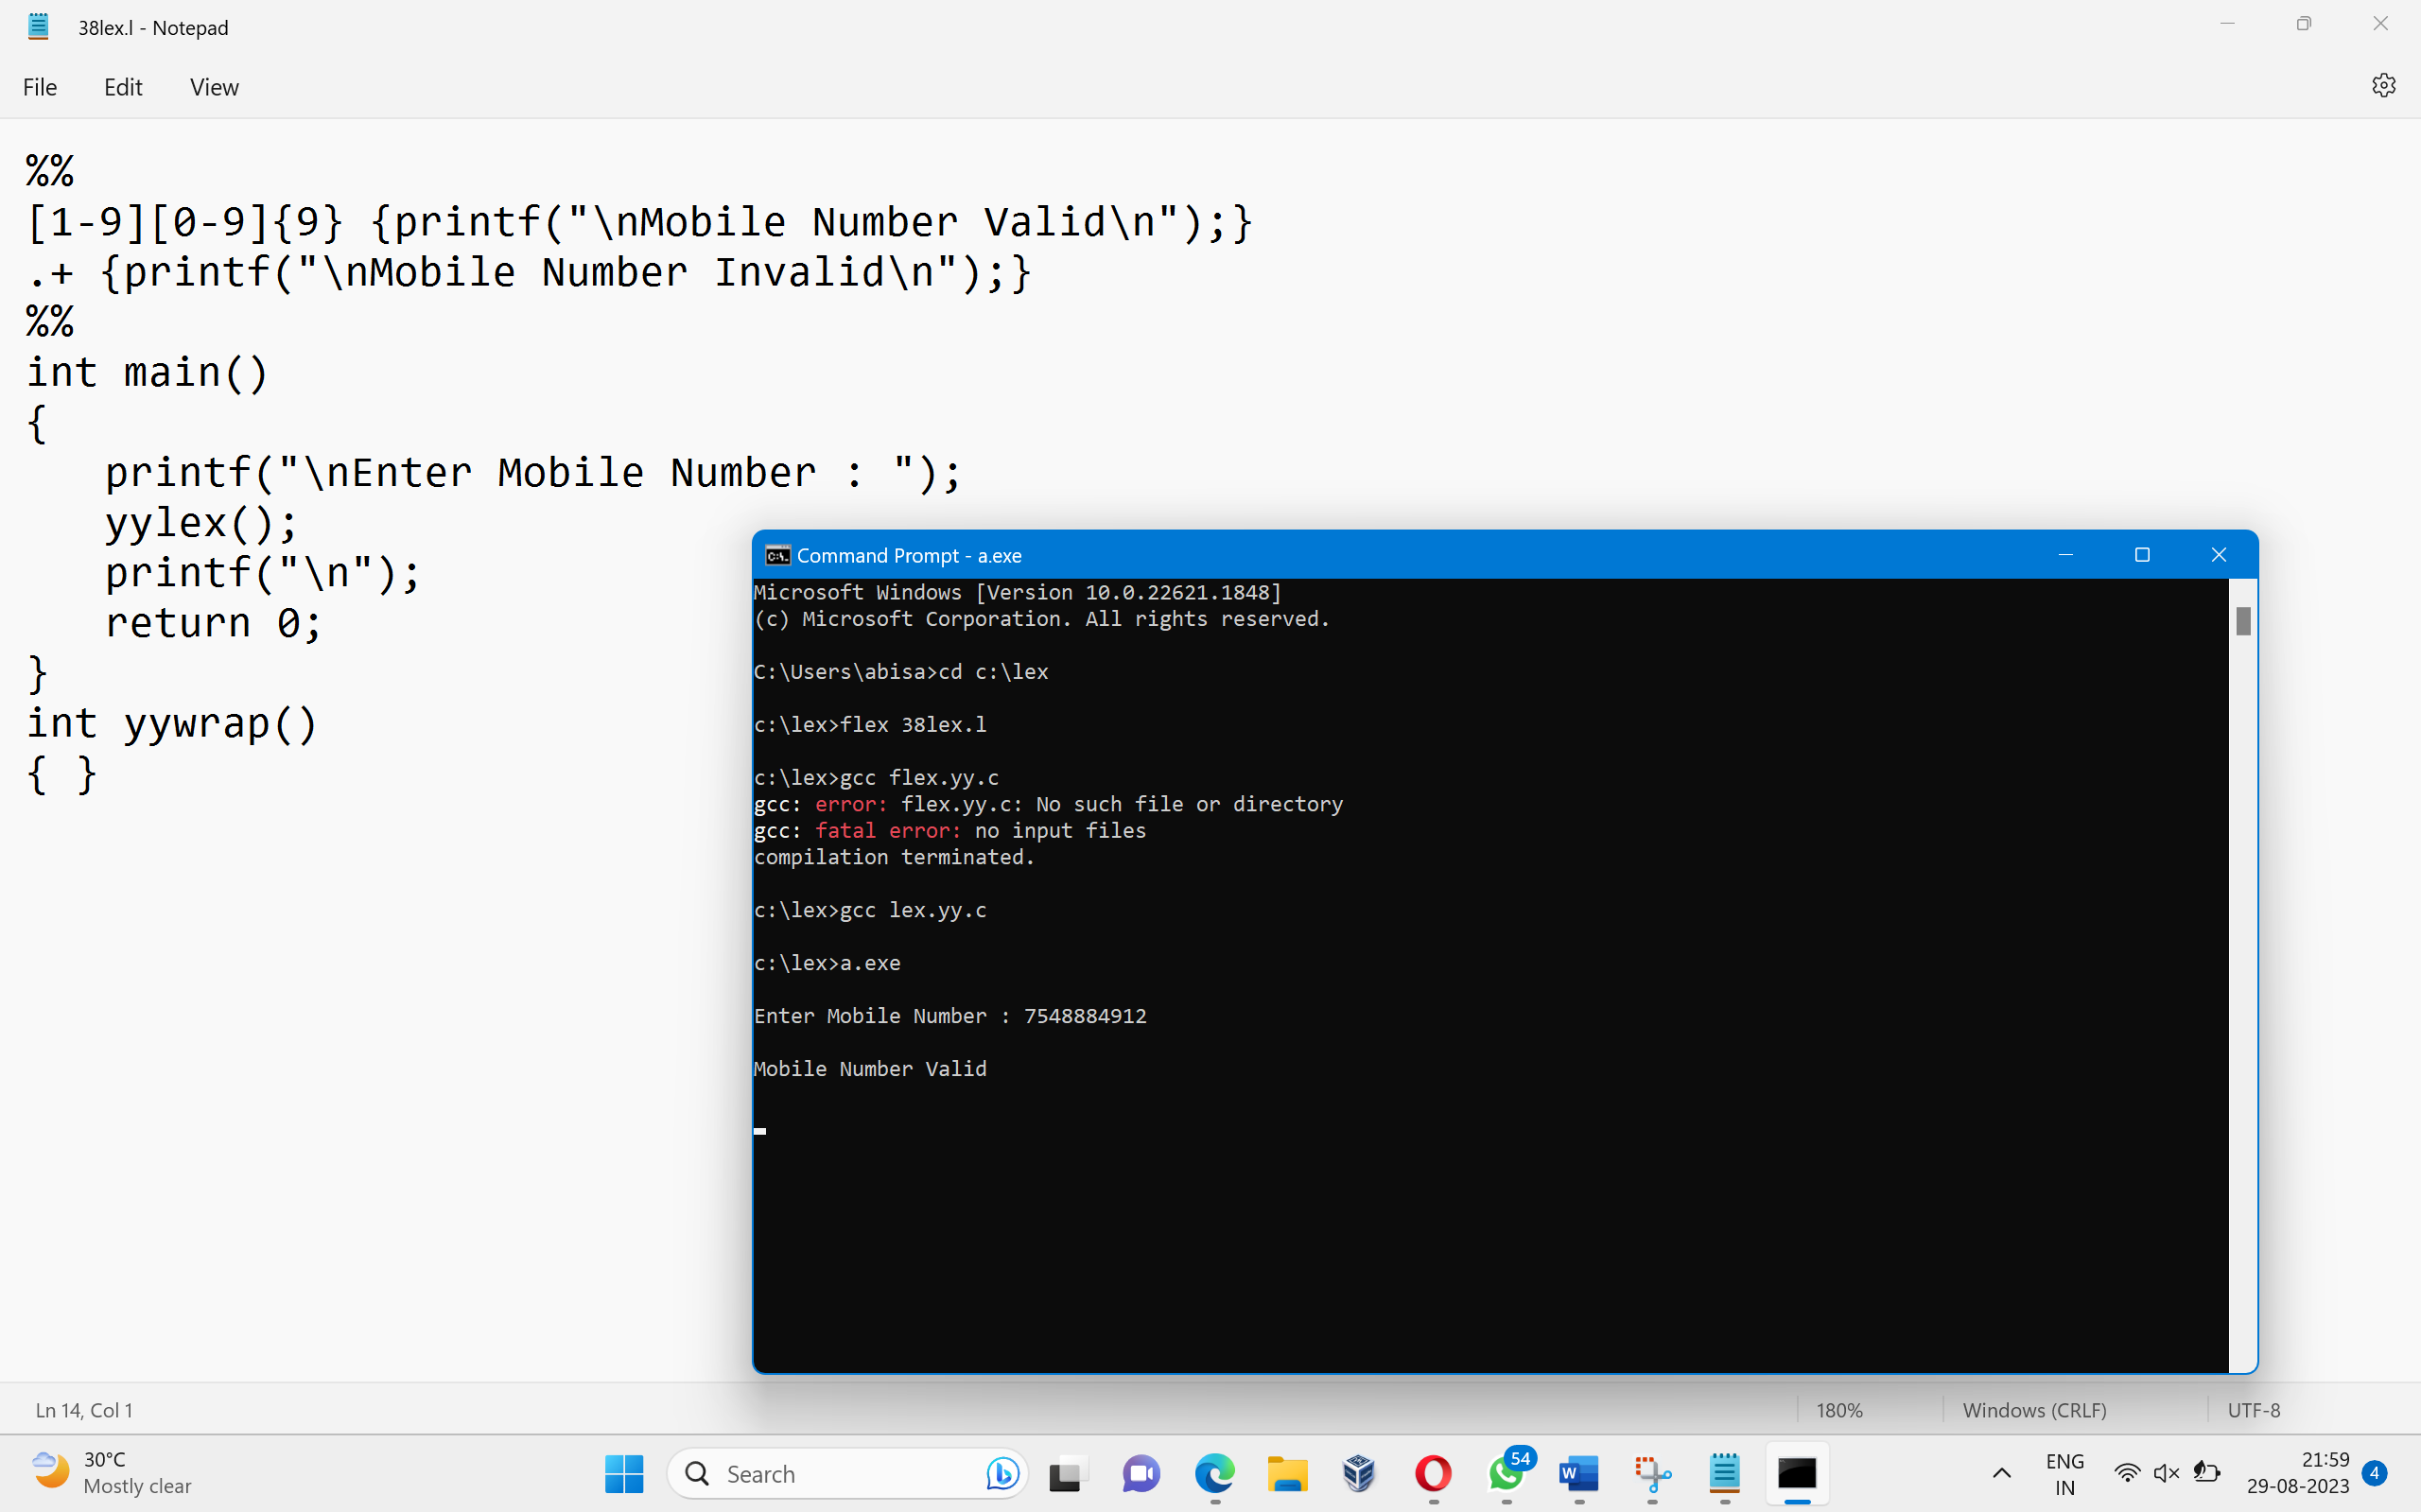 38lex.l - Notepad
File Edit View
%%
[1-9][0-9]{9} {printf("\nMobile Number Valid\n");}
.+ {printf("\nMobile Number Invalid\n");}
%%
int main()
{
printf("\nEnter Mobile Number : ");
yylex();
printf("\n");
return 0;
}
int yywrap()
{ }
C:\. Command Prompt - a.exe
Microsoft Windows [Version 10.0.22621.1848]
(c) Microsoft Corporation. All rights reserved.
C:\Users\abisa>cd c:\lex
c:\lex>flex 38lex.l
c:\lex>gcc flex.yy.c
gcc: error: flex.yy.c: No such file or directory
gcc: fatal error: no input files
compilation terminated.
c:\lex>gcc lex.yy.c
c:\lex>a.exe
Enter Mobile Number : 7548884912
Mobile Number Valid
Ln 14, Col 1 180% Windows (CRLF) UTF-8
30°C
Mostly clear
Search
54
W
ENG
IN
21:59
29-08-2023
4